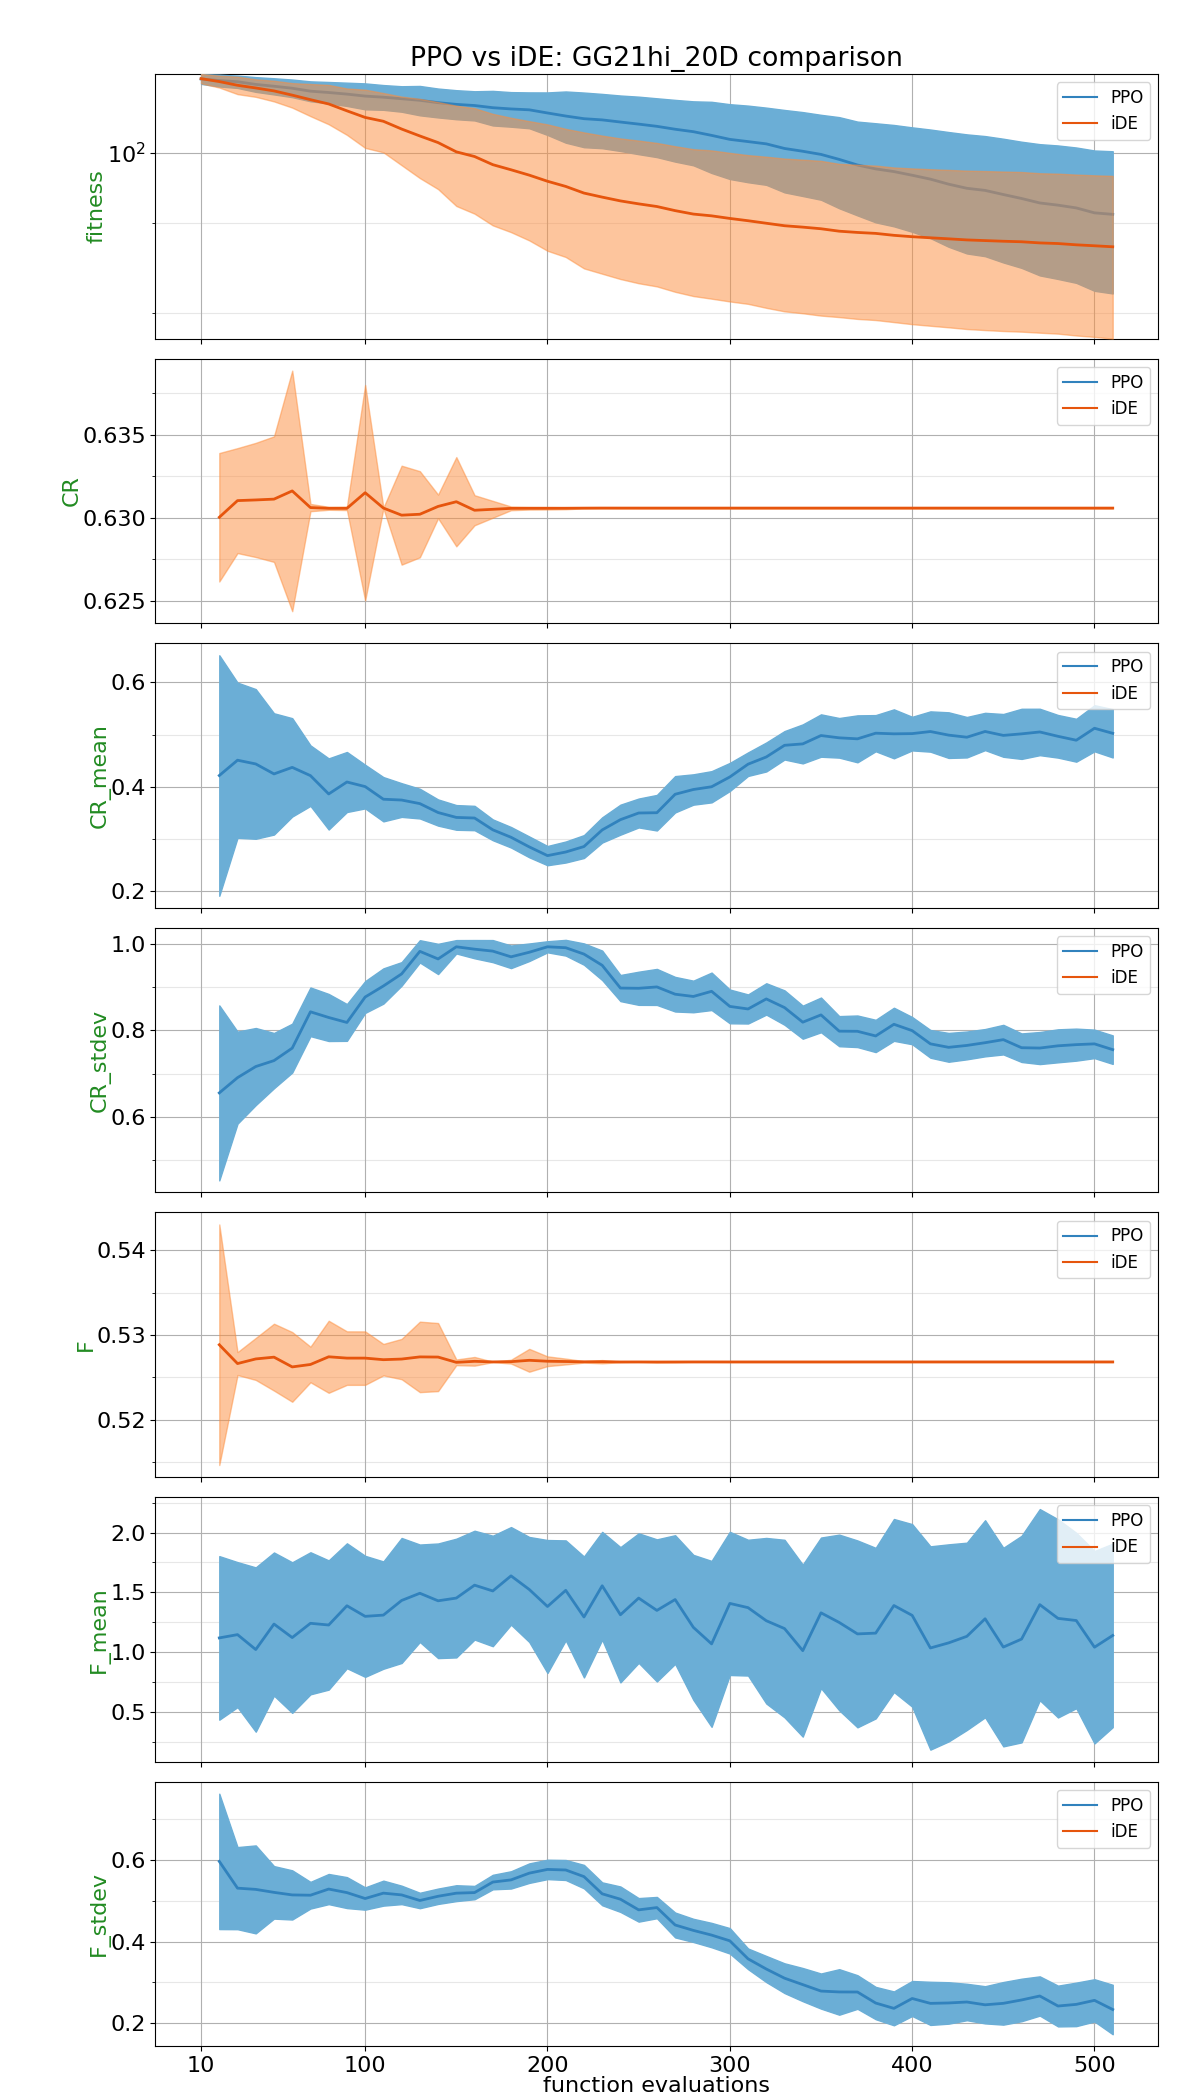 PPO vs iDE: GG21hi_20D comparison
PPO
iDE
10²
fitness
PPO
iDE
0.635
0.630
0.625
CR
PPO
iDE
0.6
0.4
0.2
CR_mean
PPO
iDE
1.0
0.8
0.6
CR_stdev
PPO
iDE
0.54
0.53
0.52
F
PPO
iDE
2.0
1.5
1.0
0.5
F_mean
PPO
iDE
0.6
0.4
0.2
F_stdev
10 100 200 300 400 500
function evaluations